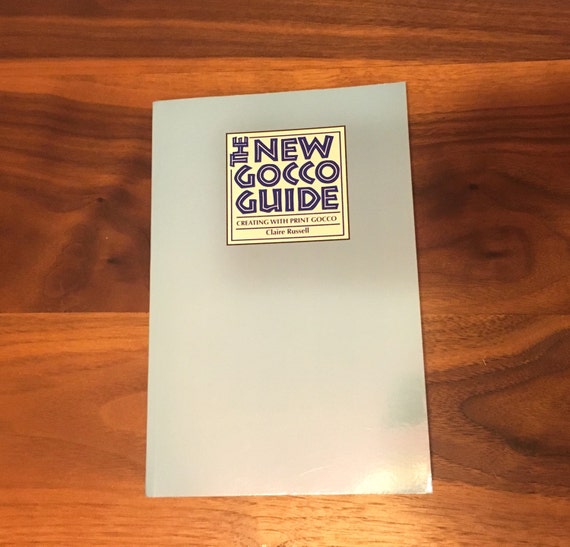 THE NEW
GOCCO
GUIDE
CREATING WITH PRINT GOCCO
Claire Russell